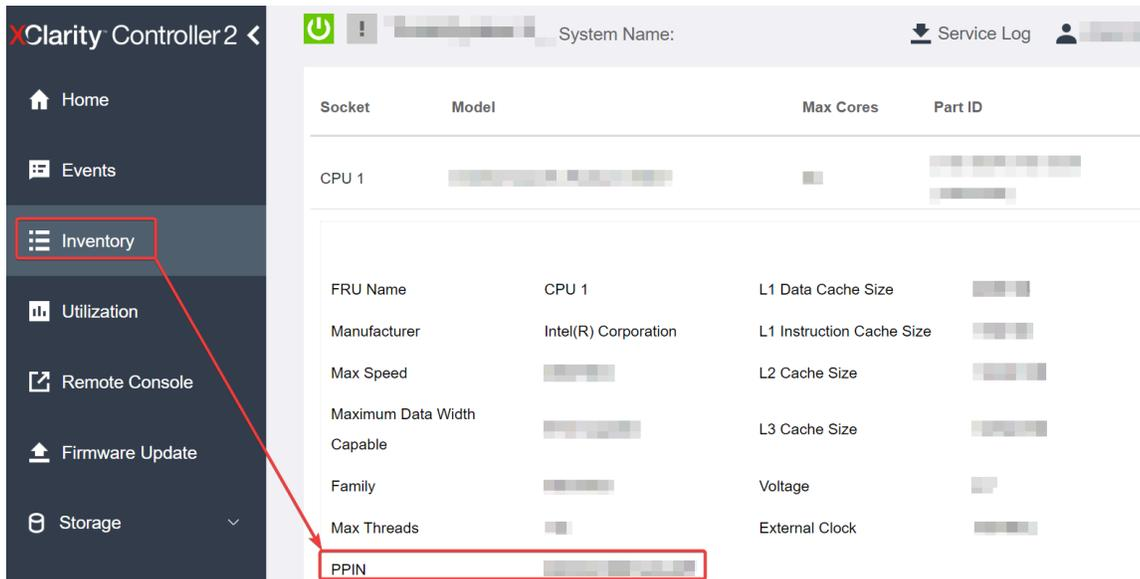 XClarity Controller 2
Home
Events
Inventory
Utilization
Remote Console
Firmware Update
Storage
System Name:
Service Log
Socket Model Max Cores Part ID
CPU 1
FRU Name CPU 1 L1 Data Cache Size
Manufacturer Intel(R) Corporation L1 Instruction Cache Size
Max Speed L2 Cache Size
Maximum Data Width
Capable
L3 Cache Size
Family Voltage
Max Threads External Clock
PPIN